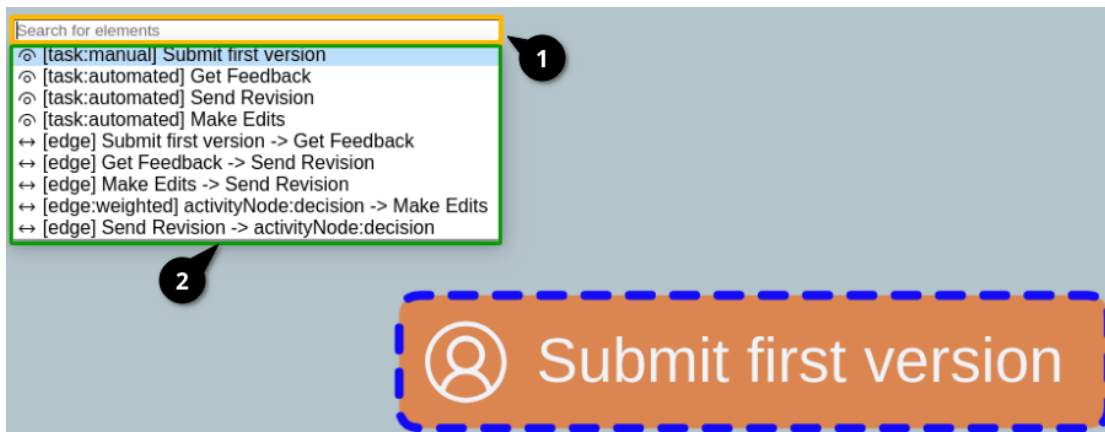 Search for elements
[task:manual] Submit first version
[task:automated] Get Feedback
[task:automated] Send Revision
[task:automated] Make Edits
↔ [edge] Submit first version -> Get Feedback
↔ [edge] Get Feedback -> Send Revision
↔ [edge] Make Edits -> Send Revision
↔ [edge:weighted] activityNode:decision -> Make Edits
↔ [edge] Send Revision -> activityNode:decision
1
2
Submit first version